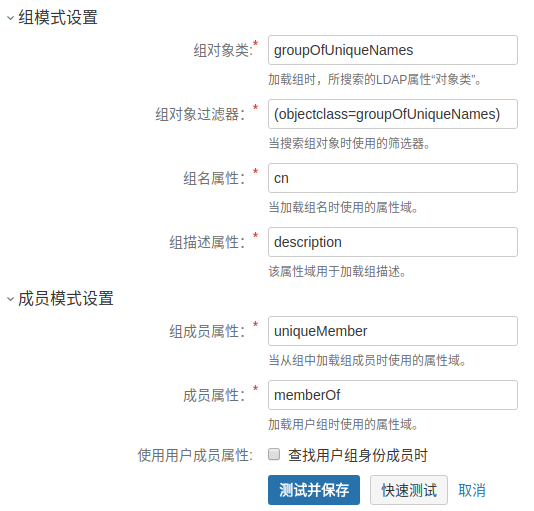 组模式设置
组对象类:*
groupOfUniqueNames
加载组时，所搜索的LDAP属性“对象类”。
组对象过滤器：*
(objectclass=groupOfUniqueNames)
当搜索组对象时使用的筛选器。
组名属性：*
cn
当加载组名时使用的属性域。
组描述属性：*
description
该属性域用于加载组描述。
成员模式设置
组成员属性：*
uniqueMember
当从组中加载组成员时使用的属性域。
成员属性：*
memberOf
加载用户组时使用的属性域。
使用用户成员属性: 查找用户组身份成员时
测试并保存 快速测试 取消